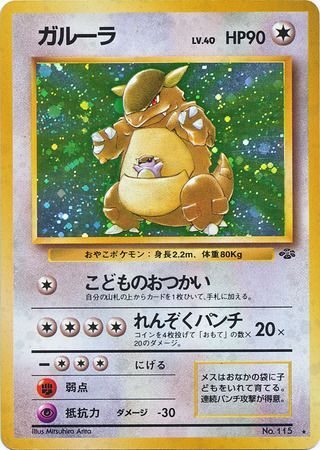 ガルーラ LV.40 HP90
おやこポケモン：身長2.2m、体重80Kg
こどものおつかい
自分の山札の上からカードを1枚ひいて、手札に加える。
れんぞくパンチ 20×
コインを4枚投げて「おもて」の数×
20のダメージ。
にげる
弱点
抵抗力 ダメージ -30
メスはおなかの袋に子
どもをいれて育てる。
連続パンチ攻撃が得意。
Illus. Mitsuhiro Arita No.115 ★